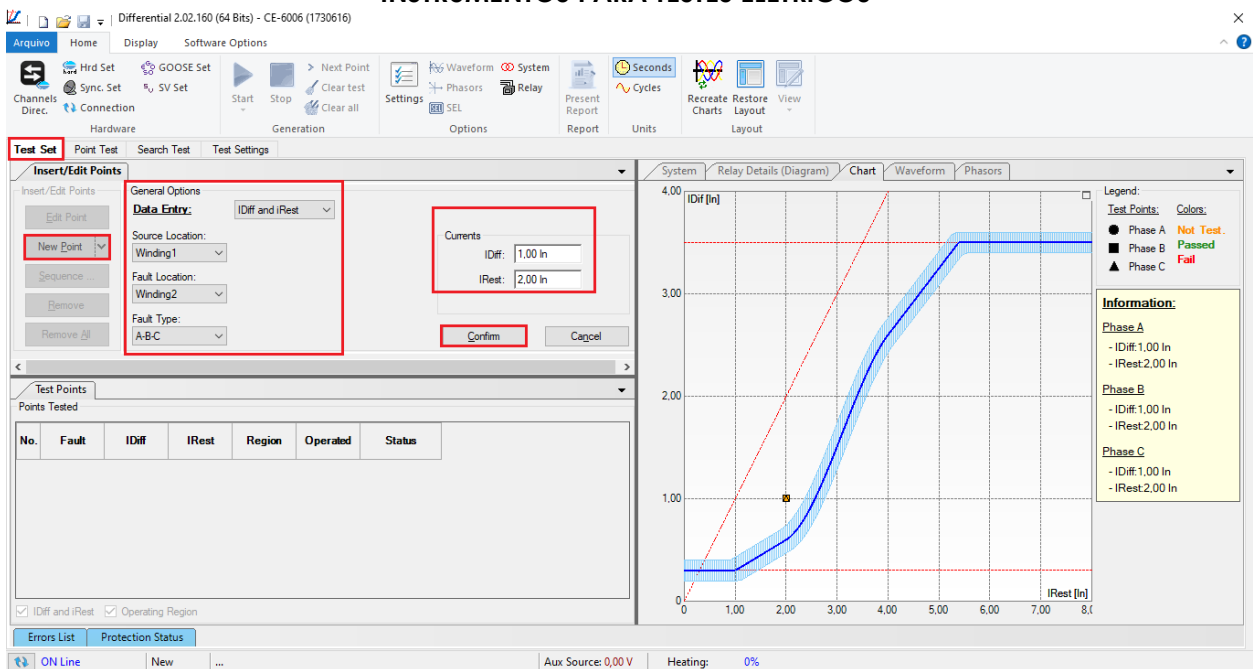 INSTRUMENTOS PARA TESTES ELÉTRICOS
Differential 2.02.160 (64 Bits) - CE-6006 (1730616)
Arquivo Home Display Software Options
Channels Direc.
Hrd Set
Sync. Set
Connection
GOOSE Set
SV Set
Hardware
Start
Stop
Next Point
Clear test
Clear all
Generation
Settings
Waveform
Phasors
SEL
System
Relay
Options
Present Report
Report
Seconds
Cycles
Units
Recreate Charts
Restore Layout
View
Layout
Test Set Point Test Search Test Test Settings
Insert/Edit Points
Insert/Edit Points
Edit Point
New Point
Sequence ...
Remove
Remove All
General Options
Data Entry: IDiff and iRest
Source Location:
Winding1
Fault Location:
Winding2
Fault Type:
A-B-C
Currents
IDiff: 1,00 In
IRest: 2,00 In
Confirm Cancel
Test Points
Points Tested
No. Fault IDiff IRest Region Operated Status
IDiff and iRest Operating Region
System Relay Details (Diagram) Chart Waveform Phasors
IDif [In]
4,00
3,00
2,00
1,00
0
IRest [In]
0 1,00 2,00 3,00 4,00 5,00 6,00 7,00 8,(
Legend:
Test Points: Colors:
Phase A Not Test.
Phase B Passed
Phase C Fail
Information:
Phase A
- IDiff:1,00 In
- IRest:2,00 In
Phase B
- IDiff:1,00 In
- IRest:2,00 In
Phase C
- IDiff:1,00 In
- IRest:2,00 In
Errors List Protection Status
ON Line New ... Aux Source: 0,00 V Heating: 0%